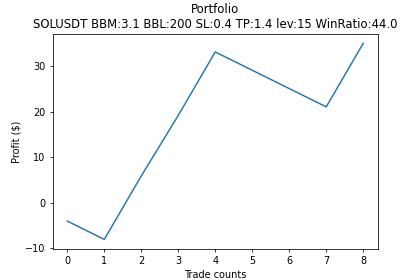 Portfolio
SOLUSDT BBM:3.1 BBL:200 SL:0.4 TP:1.4 lev:15 WinRatio:44.0
Profit ($)
30
20
10
0
−10
0 1 2 3 4 5 6 7 8
Trade counts